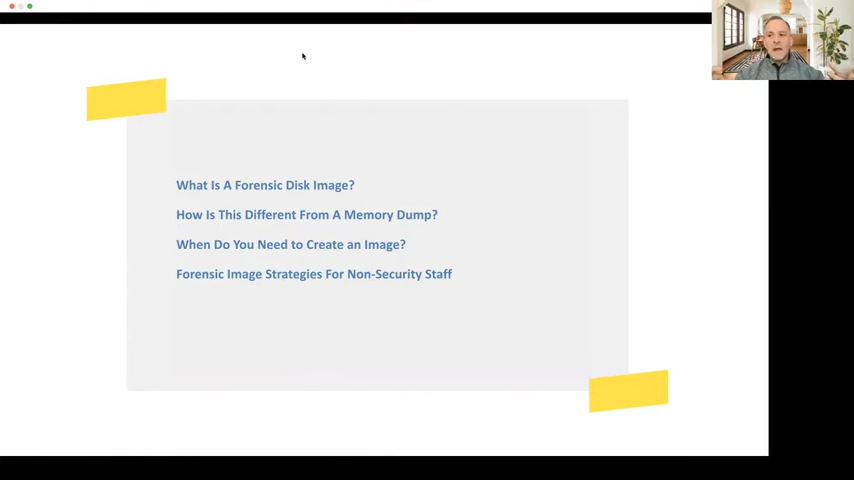 What Is A Forensic Disk Image?
How Is This Different From A Memory Dump?
When Do You Need to Create an Image?
Forensic Image Strategies For Non-Security Staff